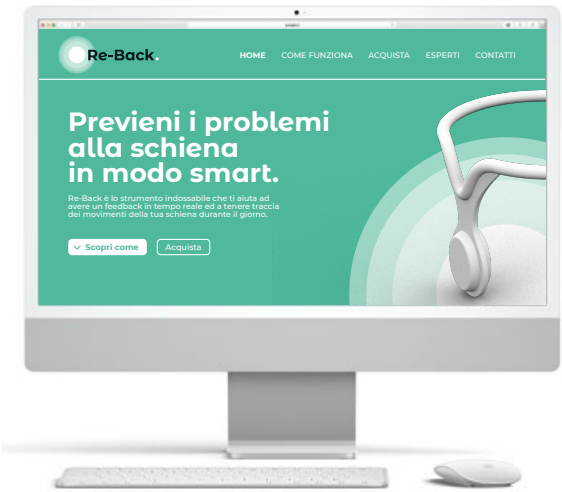 Re-Back.
HOME COME FUNZIONA ACQUISTA ESPERTI CONTATTI
Previeni i problemi
alla schiena
in modo smart.
Re-Back è lo strumento indossabile che ti aiuta ad
avere un feedback in tempo reale ed a tenere traccia
dei movimenti della tua schiena durante il giorno.
Scopri come
Acquista